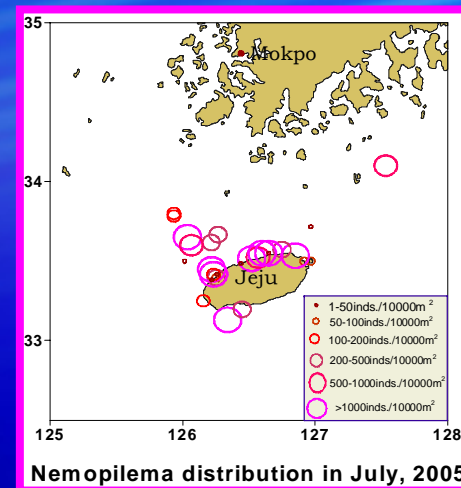 35
Mokpo
34
Jeju
1-50inds./10000m²
50-100inds./10000m²
100-200inds./10000m²
200-500inds./10000m²
500-1000inds./10000m²
>1000inds./10000m²
33
125
126
127
128
Nemopilema distribution in July, 2005